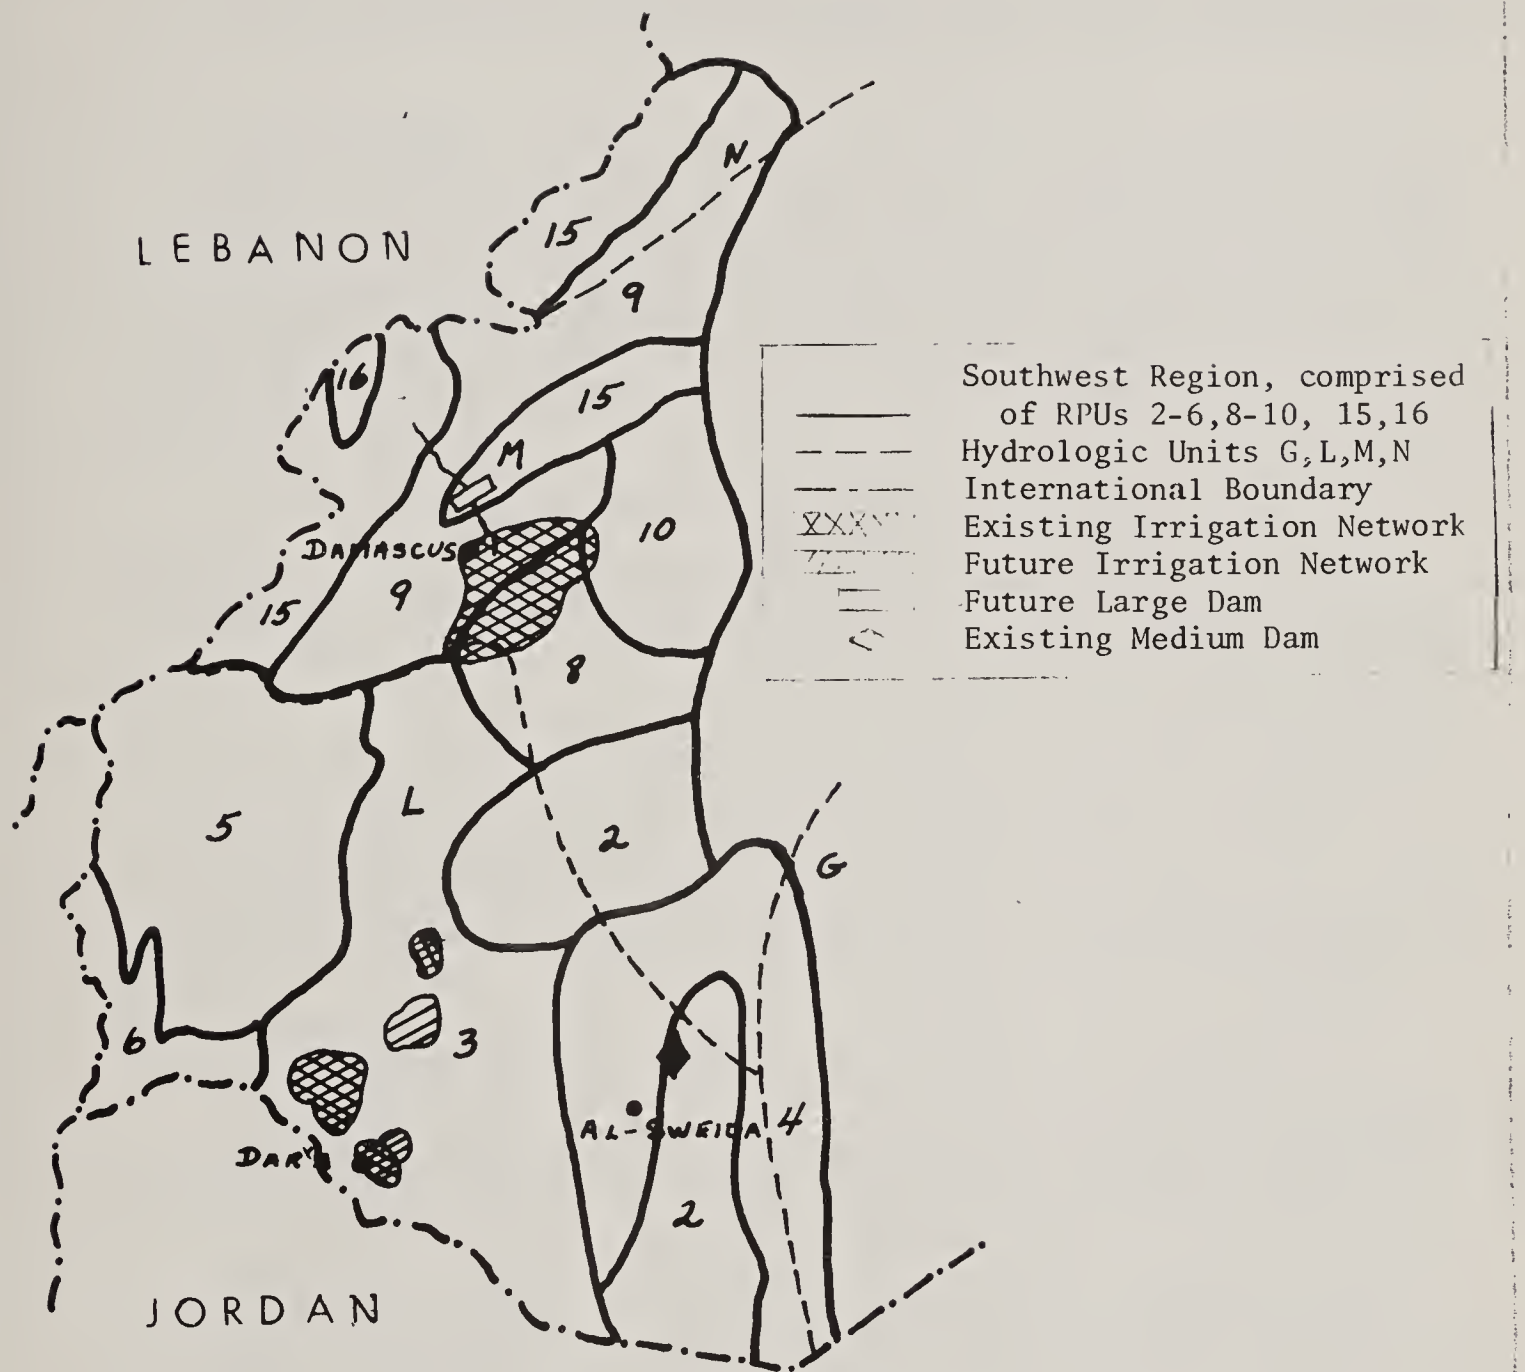 N
15
LEBANON
9
16
15
Southwest Region, comprised
of RPUs 2-6,8-10, 15,16
M
Hydrologic Units G,L,M,N
International Boundary
10
Existing Irrigation Network
DAMASCUS
Future Irrigation Network
9
15
Future Large Dam
Existing Medium Dam
8
5
L
2
G
6
3
AL-SWEIDA
4
DAR'A
2
JORDAN